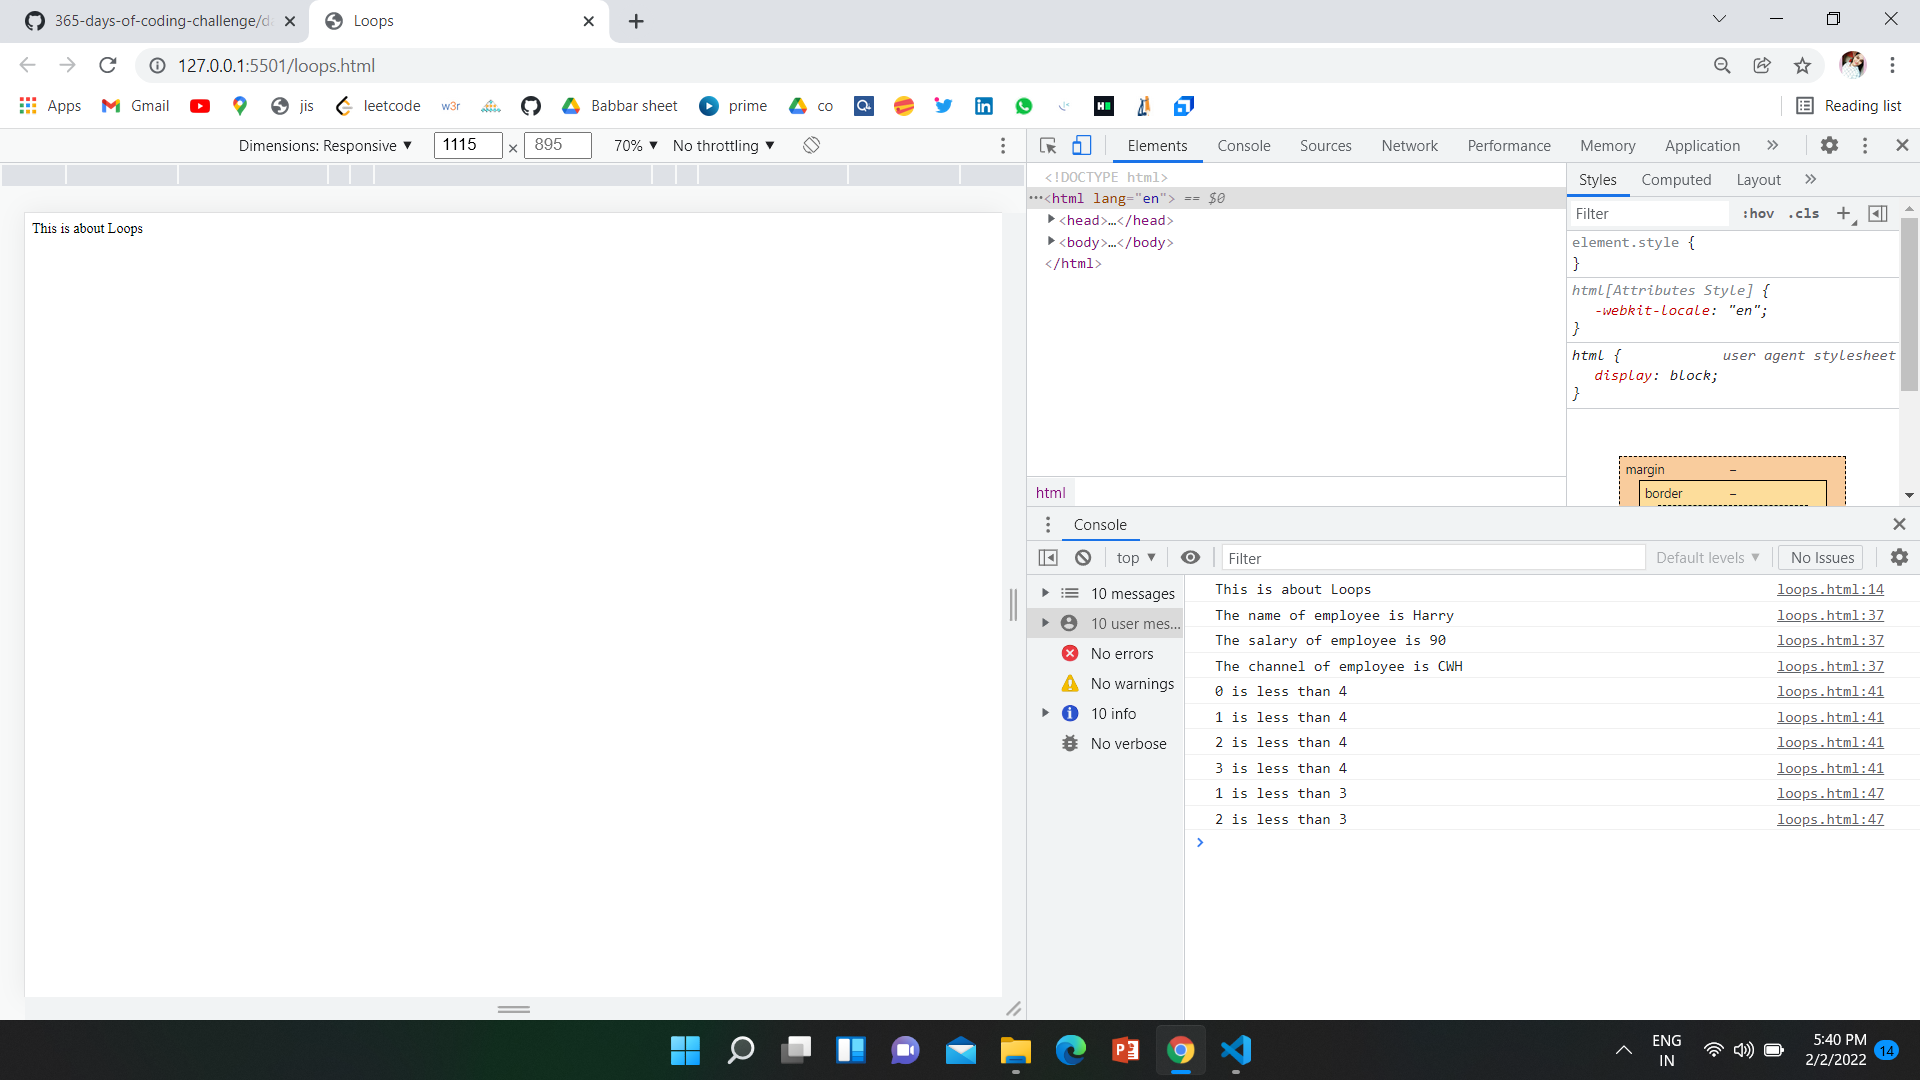 365-days-of-coding-challenge/da
Loops
127.0.0.1:5501/loops.html
Apps
Gmail
jis
leetcode
w3r
Babbar sheet
prime
co
Reading list
Dimensions: Responsive ▼
1115 × 895
70% ▼
No throttling ▼
This is about Loops
Elements Console Sources Network Performance Memory Application »
<!DOCTYPE html>
⋯<html lang="en"> == $0
▶<head>…</head>
▶<body>…</body>
</html>
html
Styles Computed Layout »
Filter :hov .cls +
element.style {
}
html[Attributes Style] {
-webkit-locale: "en";
}
html { user agent stylesheet
display: block;
}
margin –
border –
Console
top ▼ Filter Default levels ▼ No Issues
10 messages
10 user mes...
No errors
No warnings
10 info
No verbose
This is about Loops loops.html:14
The name of employee is Harry loops.html:37
The salary of employee is 90 loops.html:37
The channel of employee is CWH loops.html:37
0 is less than 4 loops.html:41
1 is less than 4 loops.html:41
2 is less than 4 loops.html:41
3 is less than 4 loops.html:41
1 is less than 3 loops.html:47
2 is less than 3 loops.html:47
ENG
IN
5:40 PM
2/2/2022
14